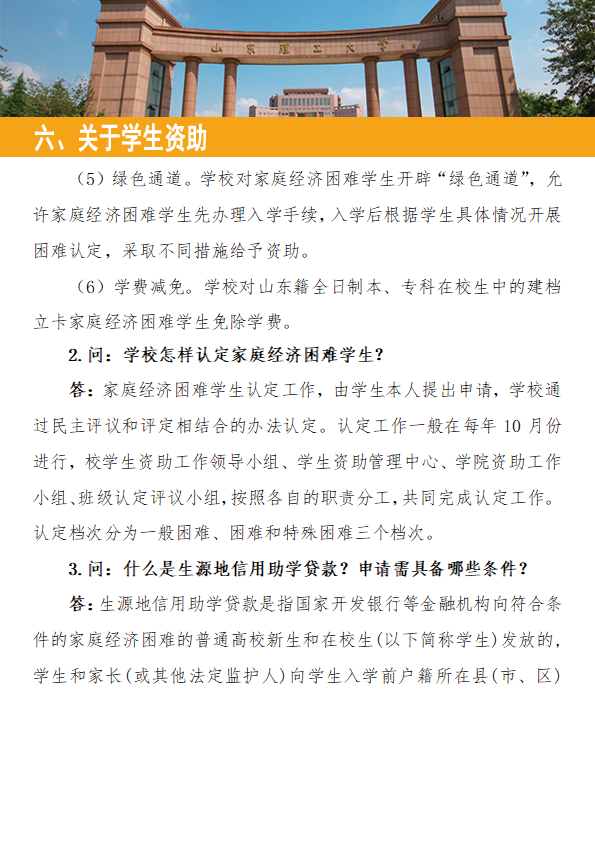 山东理工大学
六、关于学生资助
（5）绿色通道。学校对家庭经济困难学生开辟“绿色通道”，允
许家庭经济困难学生先办理入学手续，入学后根据学生具体情况开展
困难认定，采取不同措施给予资助。
（6）学费减免。学校对山东籍全日制本、专科在校生中的建档
立卡家庭经济困难学生免除学费。
2.问：学校怎样认定家庭经济困难学生？
答：家庭经济困难学生认定工作，由学生本人提出申请，学校通
过民主评议和评定相结合的办法认定。认定工作一般在每年 10 月份
进行，校学生资助工作领导小组、学生资助管理中心、学院资助工作
小组、班级认定评议小组，按照各自的职责分工，共同完成认定工作。
认定档次分为一般困难、困难和特殊困难三个档次。
3.问：什么是生源地信用助学贷款？申请需具备哪些条件？
答：生源地信用助学贷款是指国家开发银行等金融机构向符合条
件的家庭经济困难的普通高校新生和在校生(以下简称学生)发放的，
学生和家长(或其他法定监护人)向学生入学前户籍所在县(市、区)